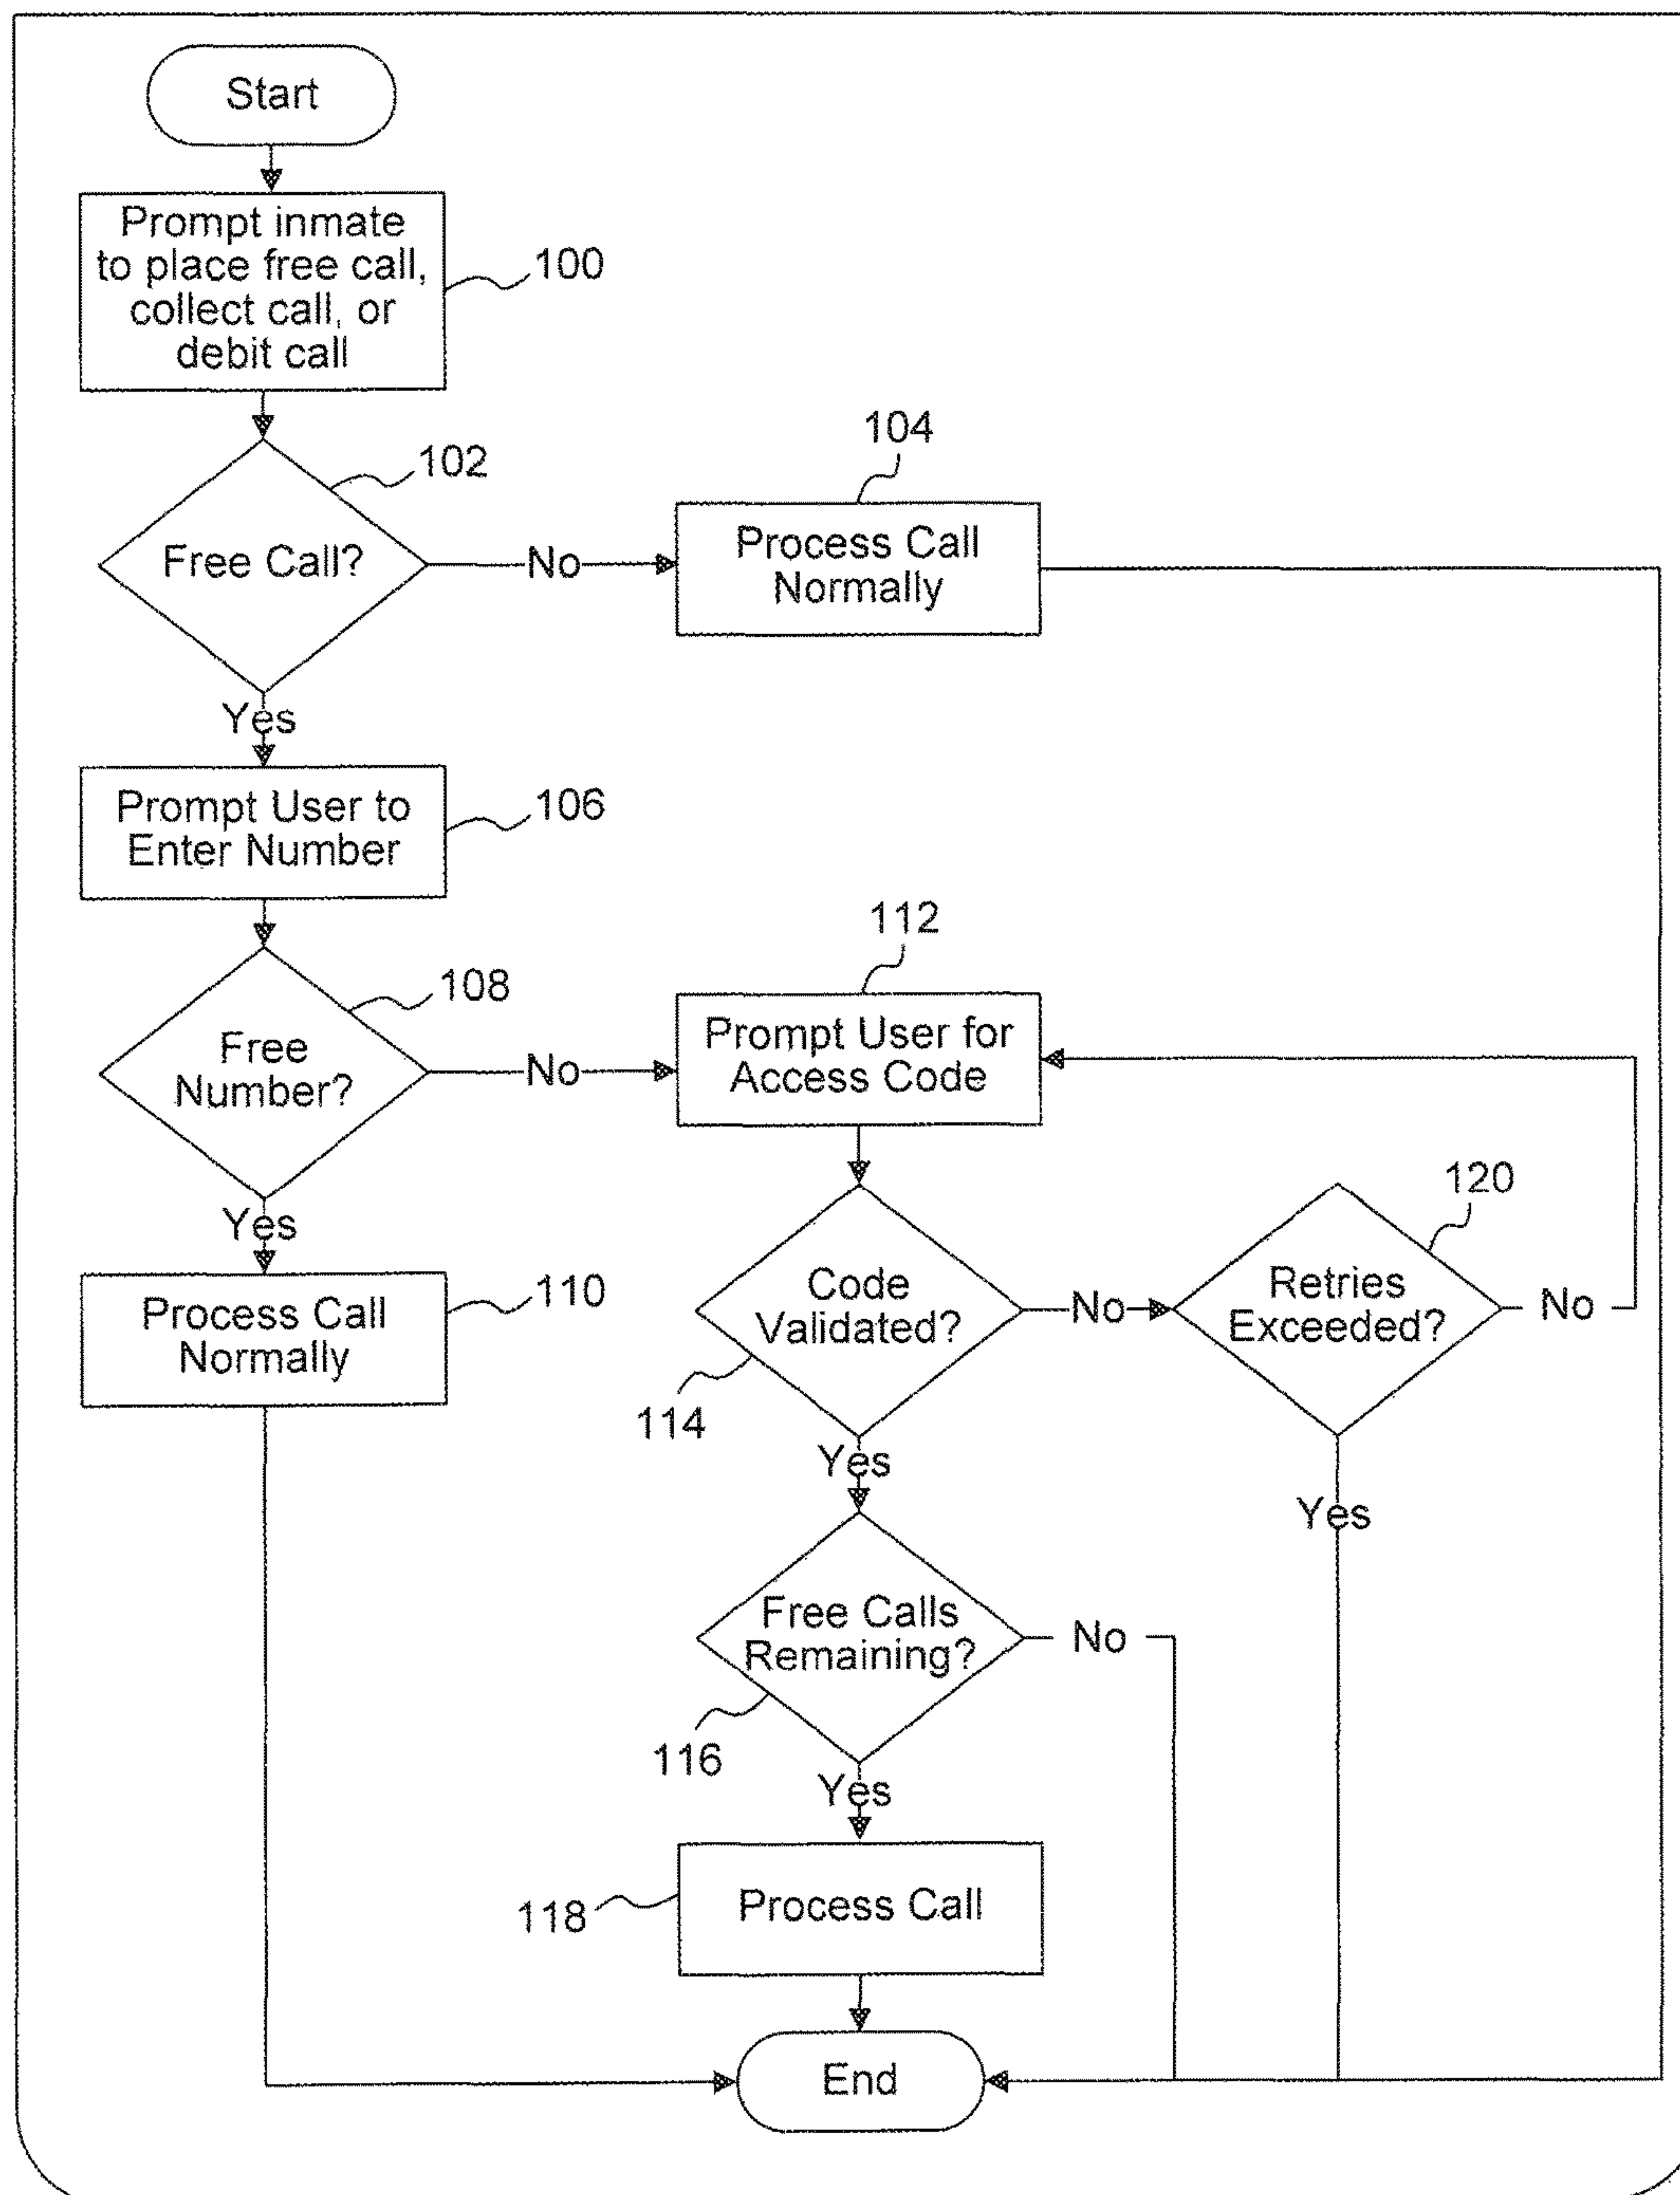 Start
Prompt inmate
to place free call,
collect call, or
debit call
100
102
Free Call?
No
104
Process Call
Normally
Yes
Prompt User to
Enter Number
106
108
Free
Number?
No
112
Prompt User for
Access Code
Yes
Process Call
Normally
110
Code
Validated?
114
No
120
Retries
Exceeded?
No
Yes
Yes
Free Calls
Remaining?
116
No
Yes
118
Process Call
End